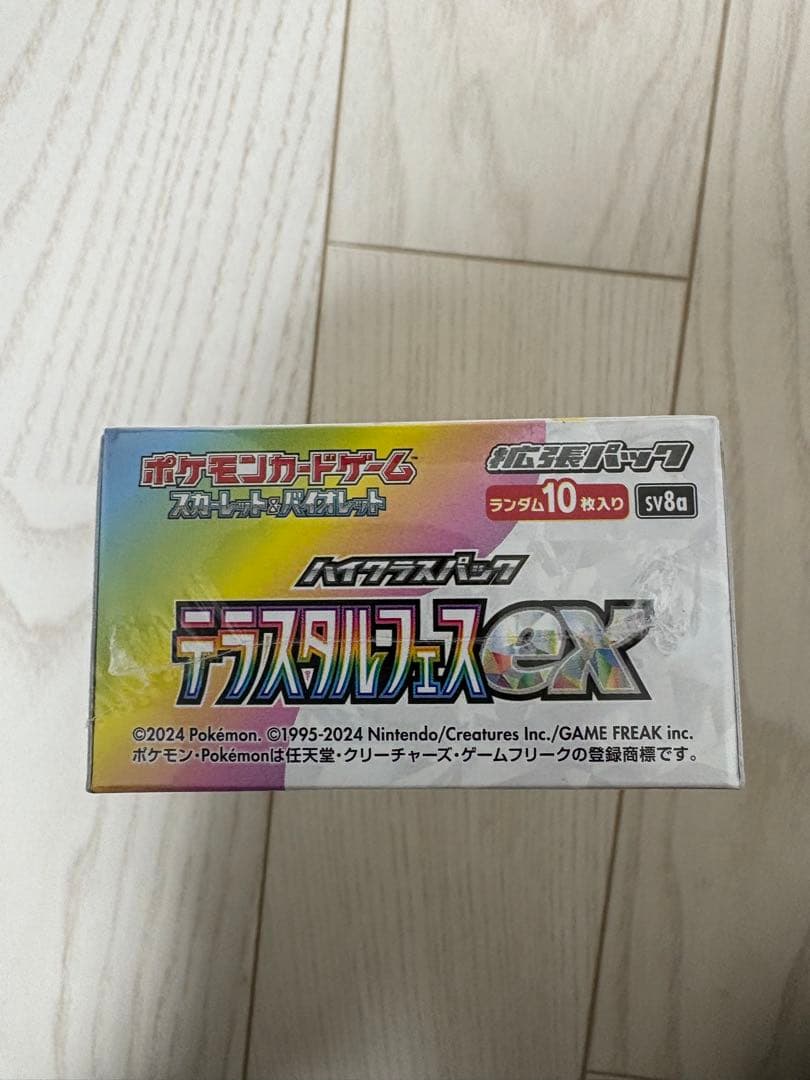 ポケモンカードゲーム
スカーレット&バイオレット
拡張パック
ランダム10枚入り
SV8a
ハイクラスパック
テラスタルフェスex
©2024 Pokémon. ©1995-2024 Nintendo/Creatures Inc./GAME FREAK inc.
ポケモン・Pokémonは任天堂・クリーチャーズ・ゲームフリークの登録商標です。